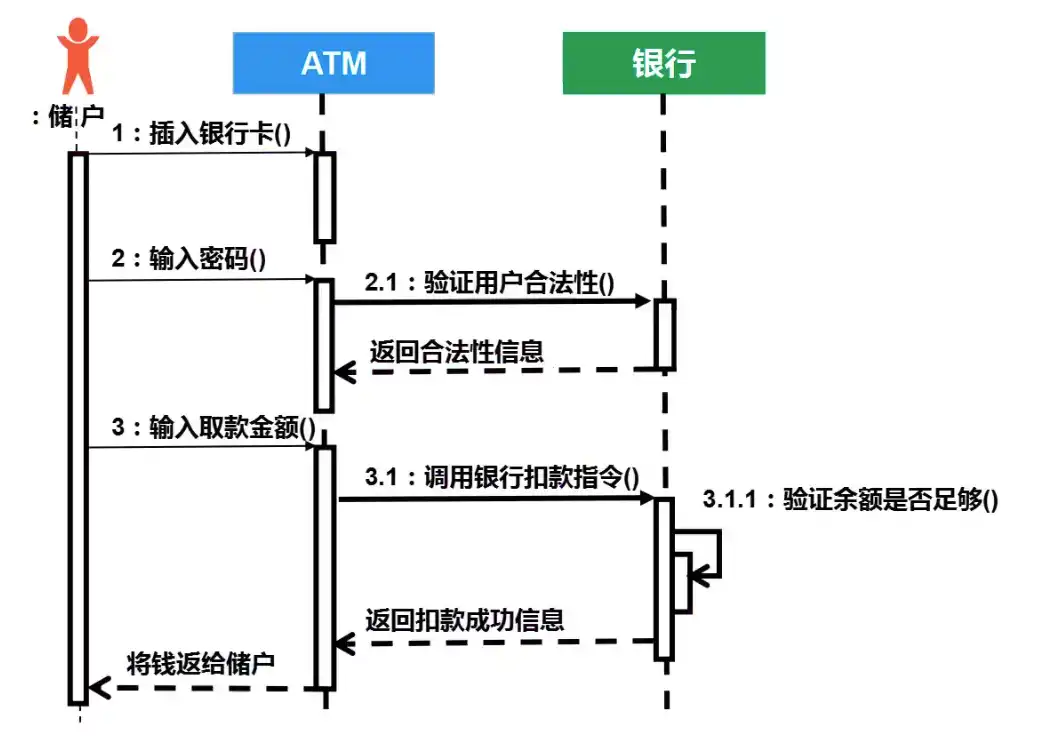 ATM
银行
：储户
1：插入银行卡()
2：输入密码()
2.1：验证用户合法性()
返回合法性信息
3：输入取款金额()
3.1：调用银行扣款指令()
3.1.1：验证余额是否足够()
返回扣款成功信息
将钱返给储户